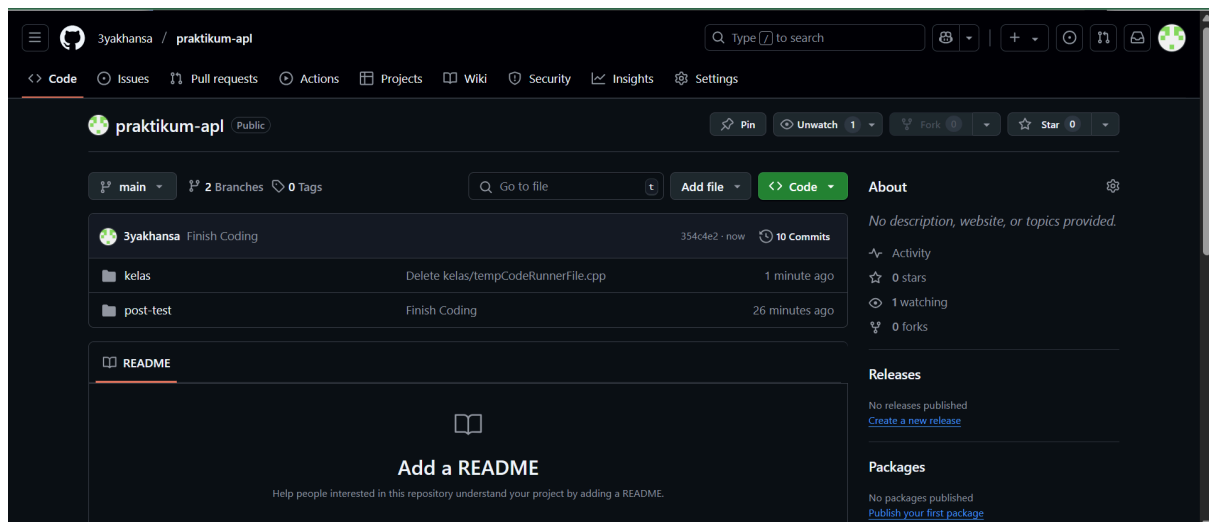 3yakhansa / praktikum-apl
Type / to search
Code Issues Pull requests Actions Projects Wiki Security Insights Settings
praktikum-apl Public
Pin Unwatch 1 Fork 0 Star 0
main 2 Branches 0 Tags Go to file t Add file Code
3yakhansa Finish Coding 354c4e2 · now 10 Commits
kelas Delete kelas/tempCodeRunnerFile.cpp 1 minute ago
post-test Finish Coding 26 minutes ago
README
Add a README
Help people interested in this repository understand your project by adding a README.
About
No description, website, or topics provided.
Activity
0 stars
1 watching
0 forks
Releases
No releases published
Create a new release
Packages
No packages published
Publish your first package